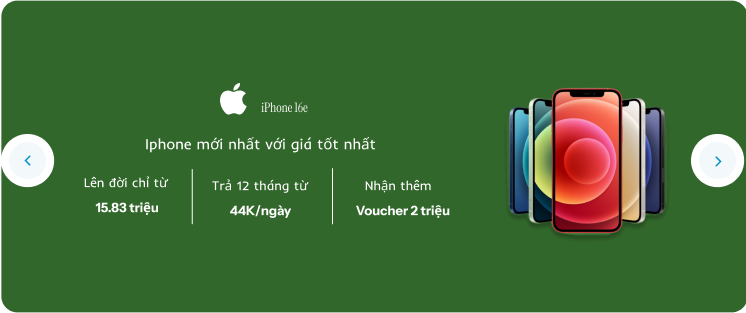 iPhone 16e
Iphone mới nhất với giá tốt nhất
Lên đời chỉ từ
15.83 triệu
Trả 12 tháng từ
44K/ngày
Nhận thêm
Voucher 2 triệu